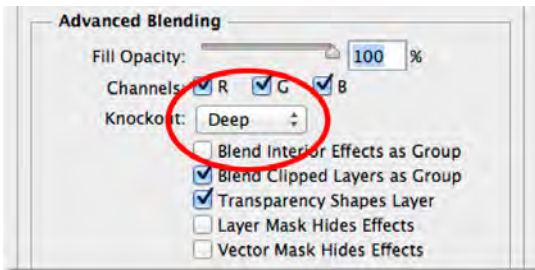 Advanced Blending
Fill Opacity: 100 %
Channels: R G B
Knockout: Deep
Blend Interior Effects as Group
Blend Clipped Layers as Group
Transparency Shapes Layer
Layer Mask Hides Effects
Vector Mask Hides Effects